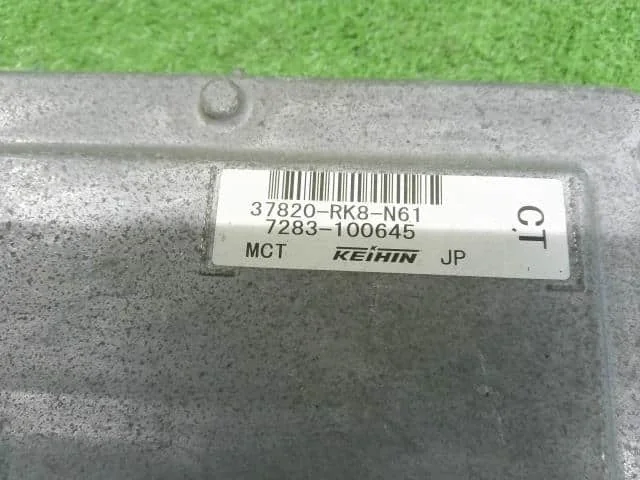 37820-RK8-N61
7283-100645
MCT KEIHIN JP
C.T